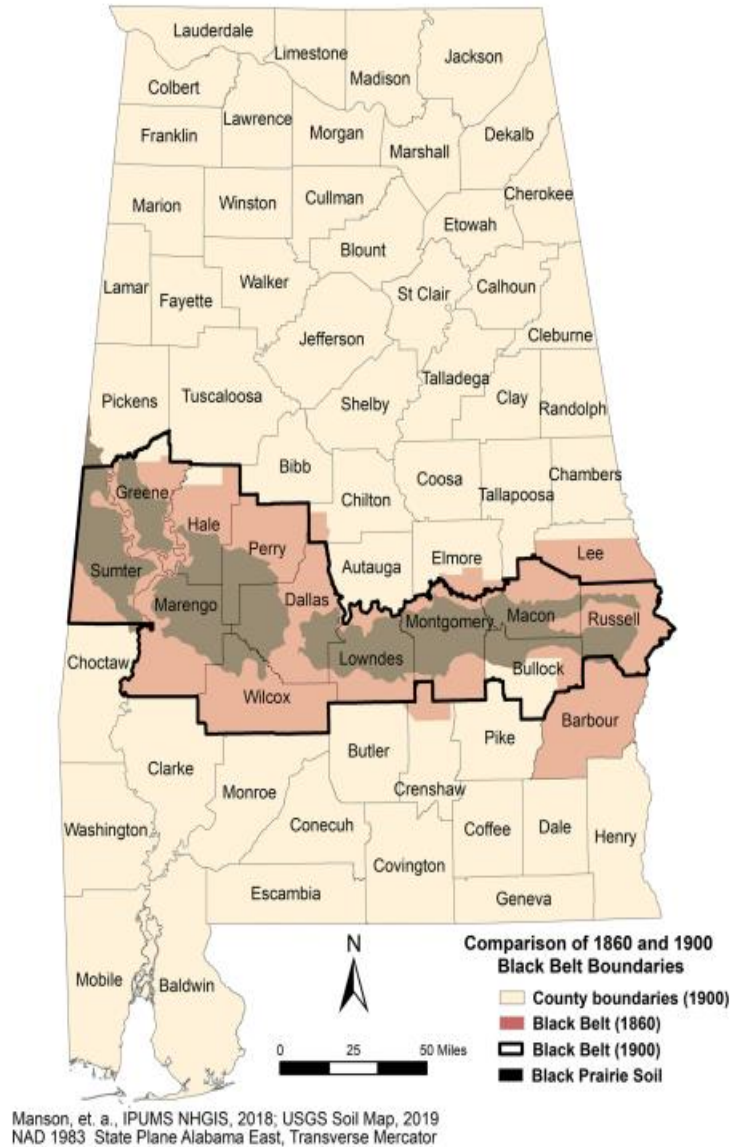 Lauderdale
Limestone
Madison
Jackson
Colbert
Lawrence
Franklin
Morgan
Marshall
Dekalb
Cherokee
Marion
Winston
Cullman
Etowah
Blount
Lamar
Fayette
Walker
St Clair
Calhoun
Jefferson
Cleburne
Pickens
Tuscaloosa
Shelby
Talladega
Clay
Randolph
Bibb
Greene
Chilton
Coosa
Tallapoosa
Chambers
Hale
Perry
Autauga
Elmore
Lee
Sumter
Marengo
Dallas
Montgomery
Macon
Russell
Choctaw
Lowndes
Bullock
Wilcox
Barbour
Clarke
Butler
Pike
Monroe
Crenshaw
Washington
Conecuh
Coffee
Dale
Henry
Covington
Escambia
Geneva
Mobile
Baldwin
N
0 25 50 Miles
Comparison of 1860 and 1900
Black Belt Boundaries
County boundaries (1900)
Black Belt (1860)
Black Belt (1900)
Black Prairie Soil
Manson, et. a., IPUMS NHGIS, 2018; USGS Soil Map, 2019
NAD 1983 State Plane Alabama East, Transverse Mercator